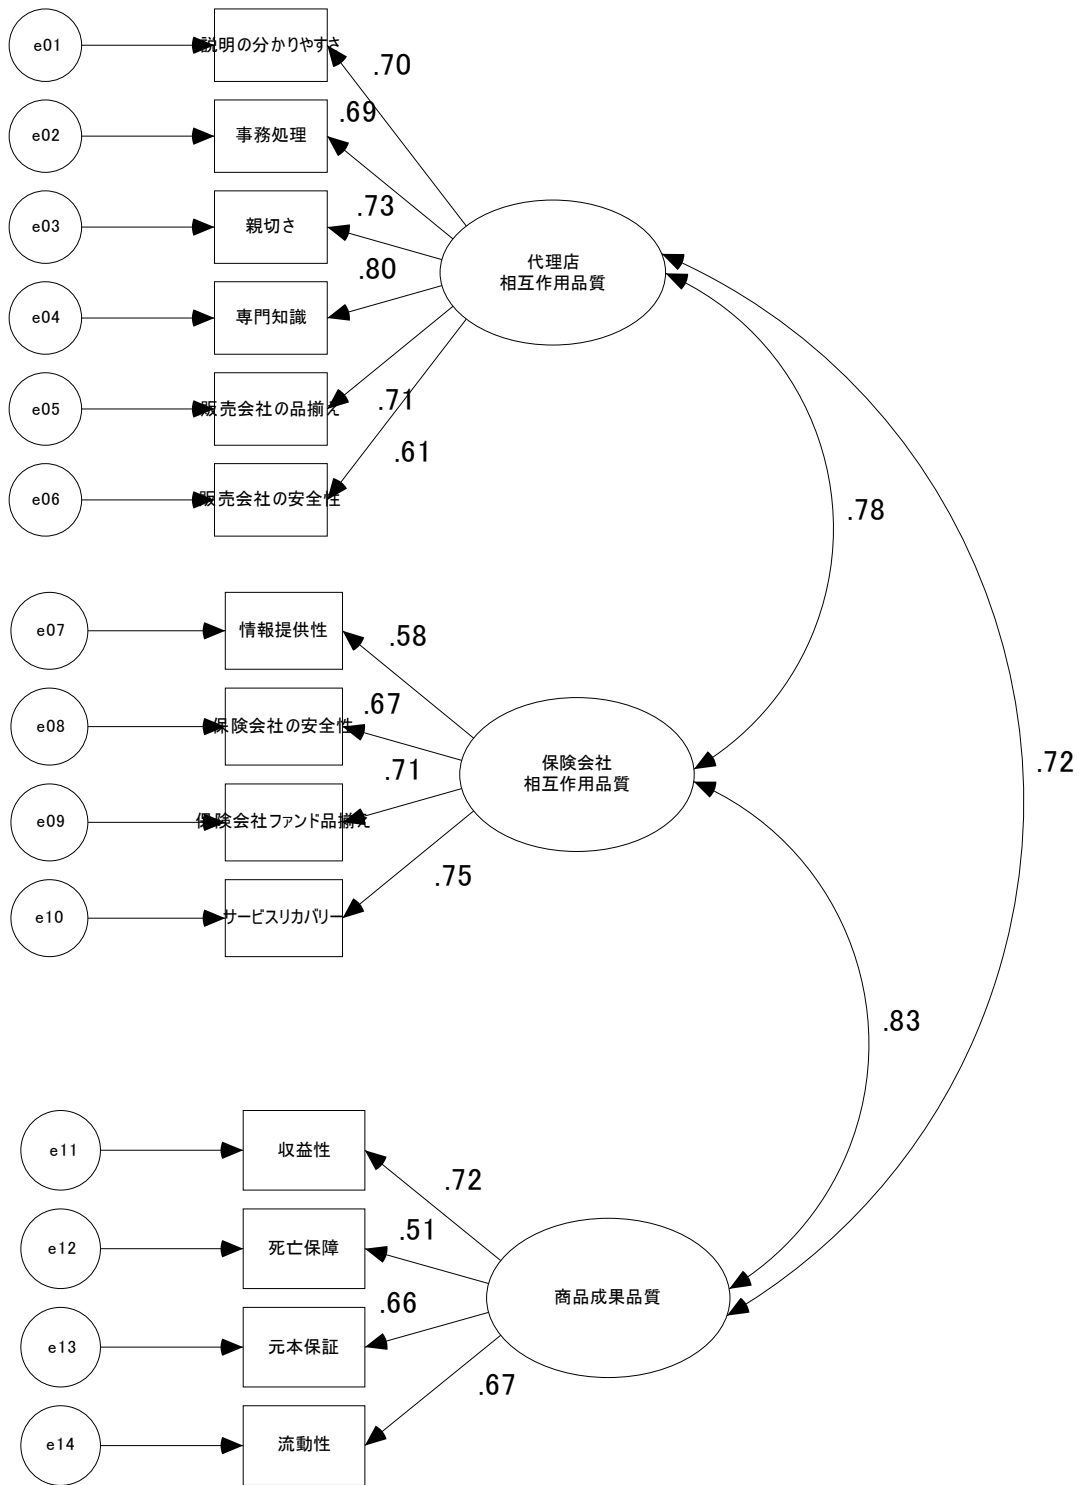 e01
説明の分かりやすさ
.70
e02
事務処理
.69
e03
親切さ
.73
代理店
相互作用品質
e04
専門知識
.80
e05
販売会社の品揃え
.71
e06
販売会社の安全性
.61
.78
e07
情報提供性
.58
e08
保険会社の安全性
.67
保険会社
相互作用品質
.72
e09
保険会社ファンド品揃え
.71
e10
サービスリカバリー
.75
.83
e11
収益性
.72
e12
死亡保障
.51
商品成果品質
e13
元本保証
.66
e14
流動性
.67